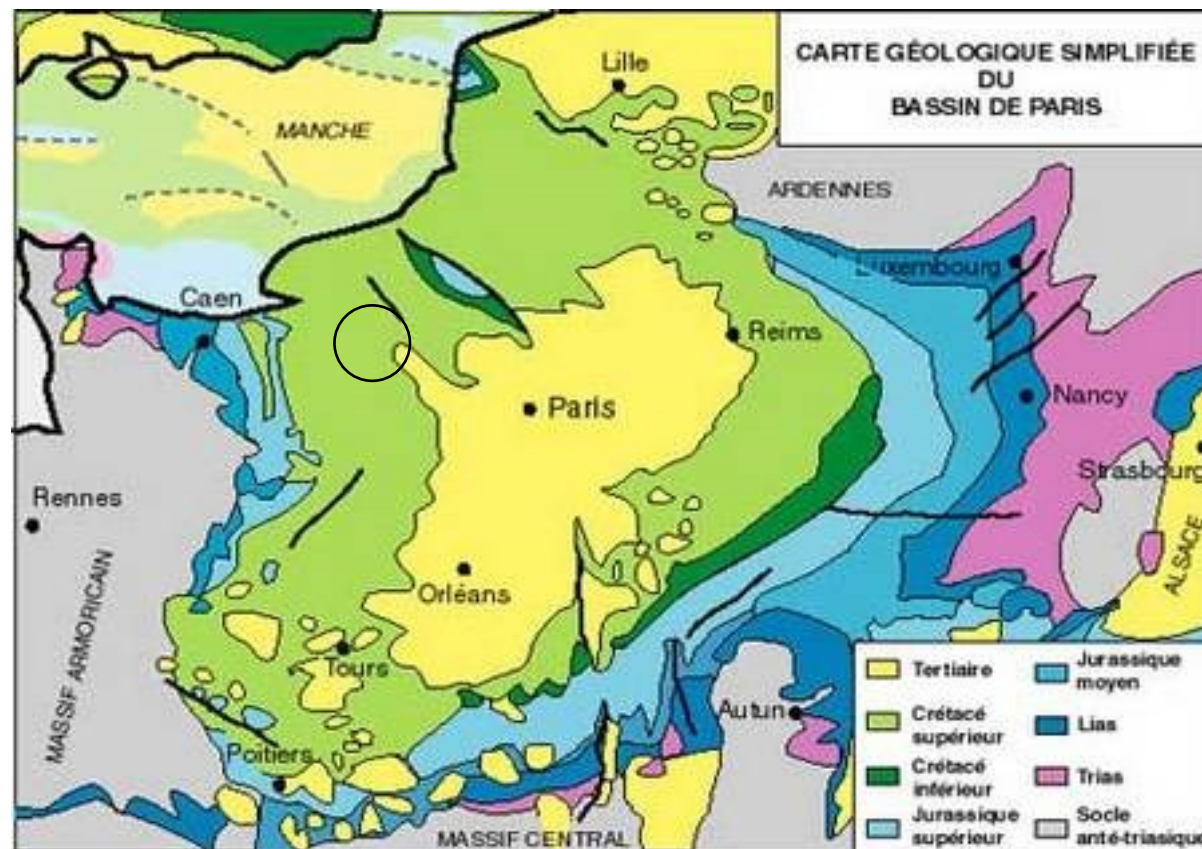 CARTE GÉOLOGIQUE SIMPLIFIÉE
DU
BASSIN DE PARIS
Lille
MANCHE
ARDENNES
Luxembourg
Caen
Reims
Paris
Nancy
Strasbourg
Rennes
ALSACE
Orléans
MASSIF ARMORICAIN
Tours
Autun
Poitiers
MASSIF CENTRAL
Tertiaire
Crétacé
supérieur
Crétacé
inférieur
Jurassique
supérieur
Jurassique
moyen
Lias
Trias
Socle
anté-triasique